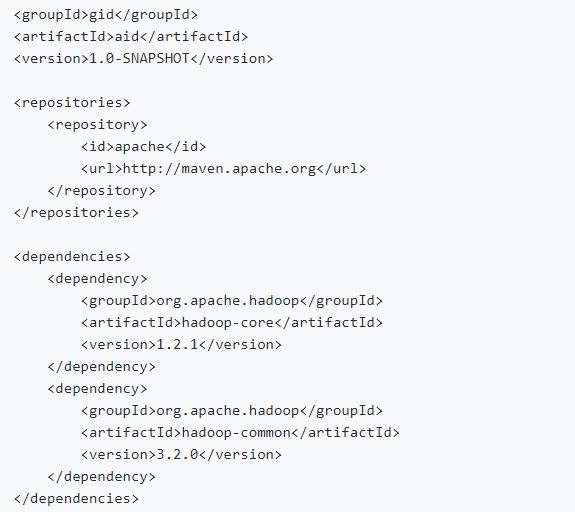 <groupId>gid</groupId>
<artifactId>aid</artifactId>
<version>1.0-SNAPSHOT</version>

<repositories>
    <repository>
        <id>apache</id>
        <url>http://maven.apache.org</url>
    </repository>
</repositories>

<dependencies>
    <dependency>
        <groupId>org.apache.hadoop</groupId>
        <artifactId>hadoop-core</artifactId>
        <version>1.2.1</version>
    </dependency>
    <dependency>
        <groupId>org.apache.hadoop</groupId>
        <artifactId>hadoop-common</artifactId>
        <version>3.2.0</version>
    </dependency>
</dependencies>